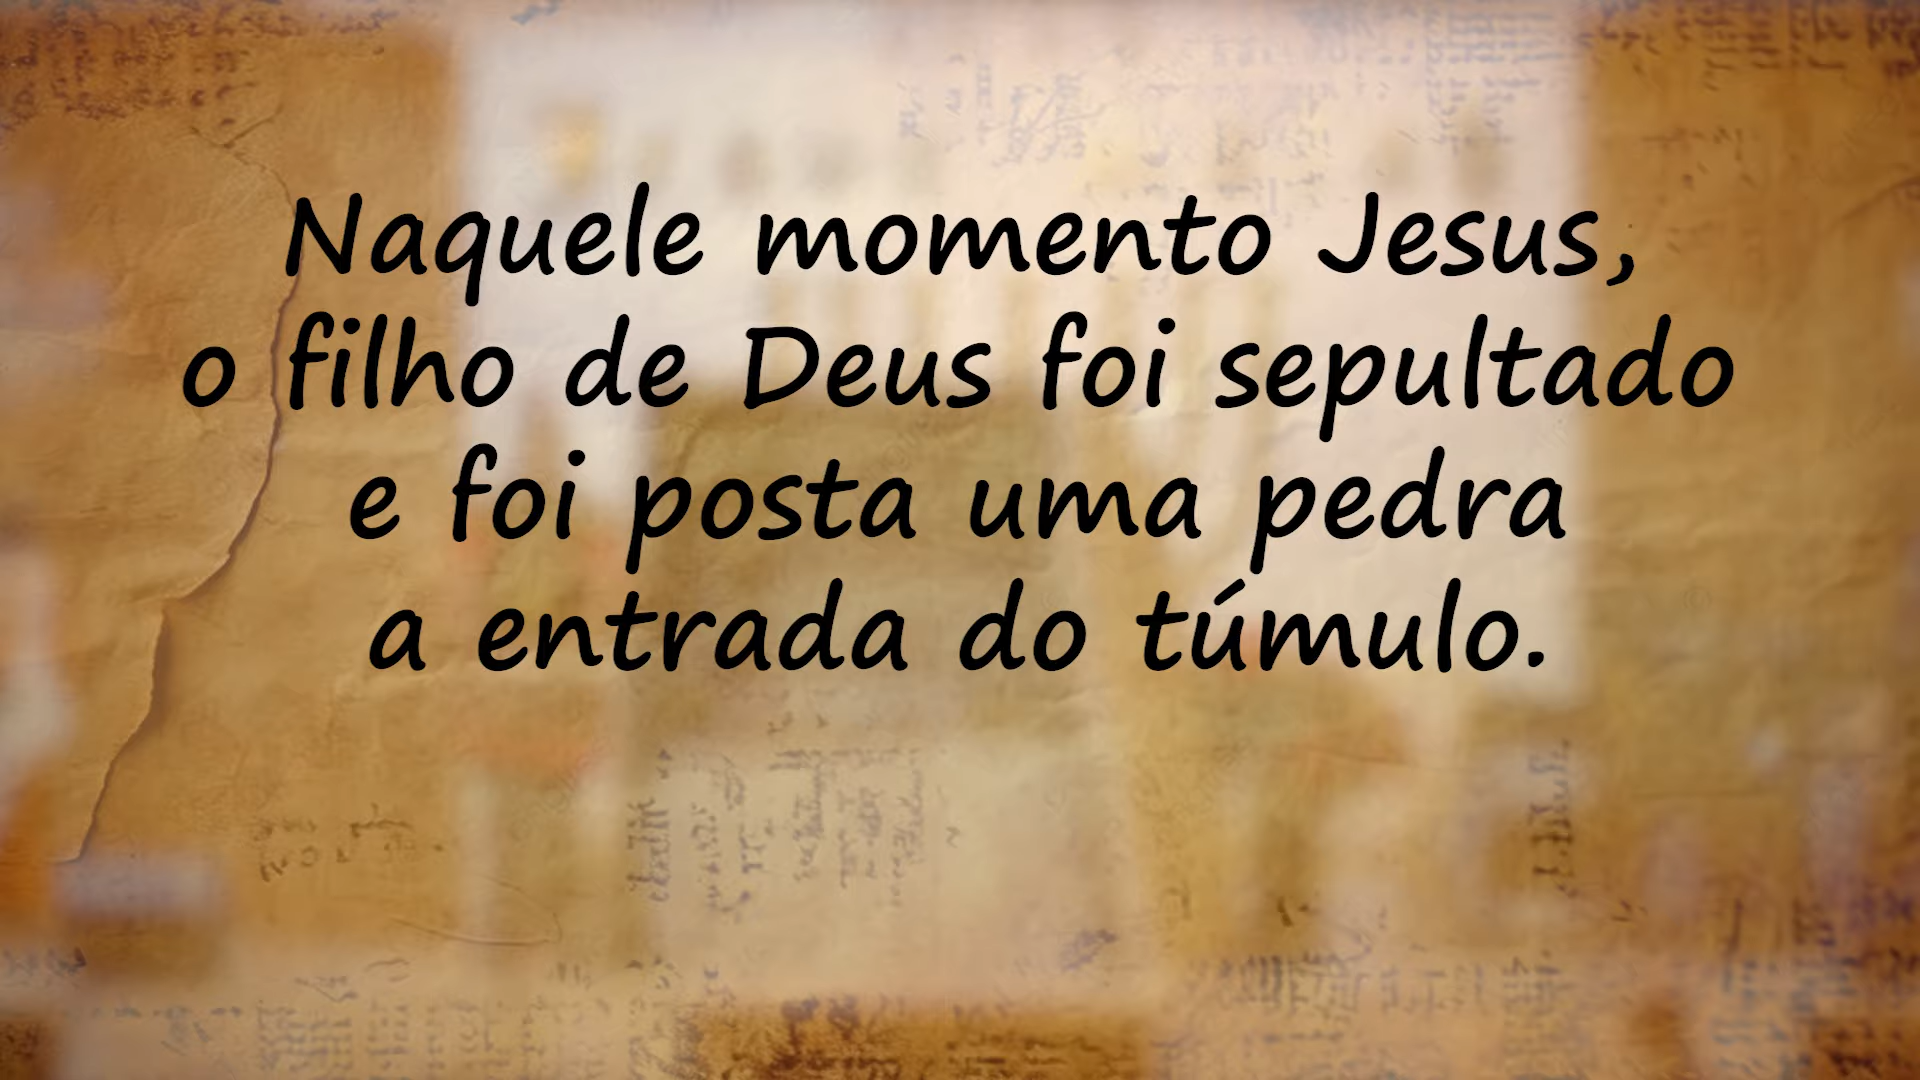 Naquele momento Jesus,
o filho de Deus foi sepultado
e foi posta uma pedra
a entrada do túmulo.